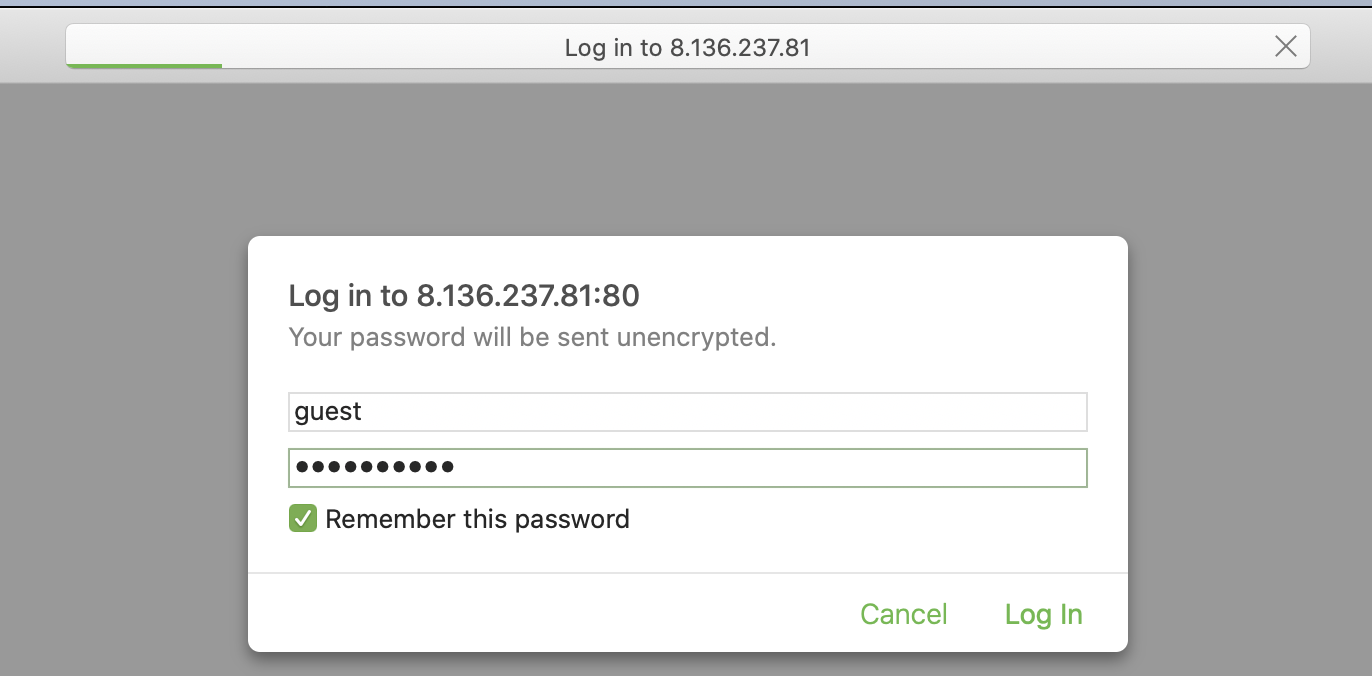 Log in to 8.136.237.81
Log in to 8.136.237.81:80
Your password will be sent unencrypted.
guest
••••••••••
Remember this password
Cancel Log In